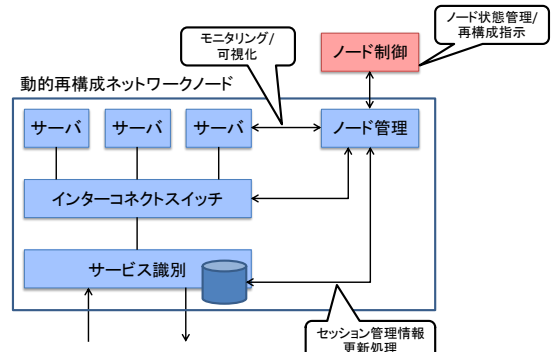 ノード状態管理/
再構成指示
モニタリング/
可視化
ノード制御
動的再構成ネットワークノード
サーバ
サーバ
サーバ
ノード管理
インターコネクトスイッチ
サービス識別
セッション管理情報
更新処理